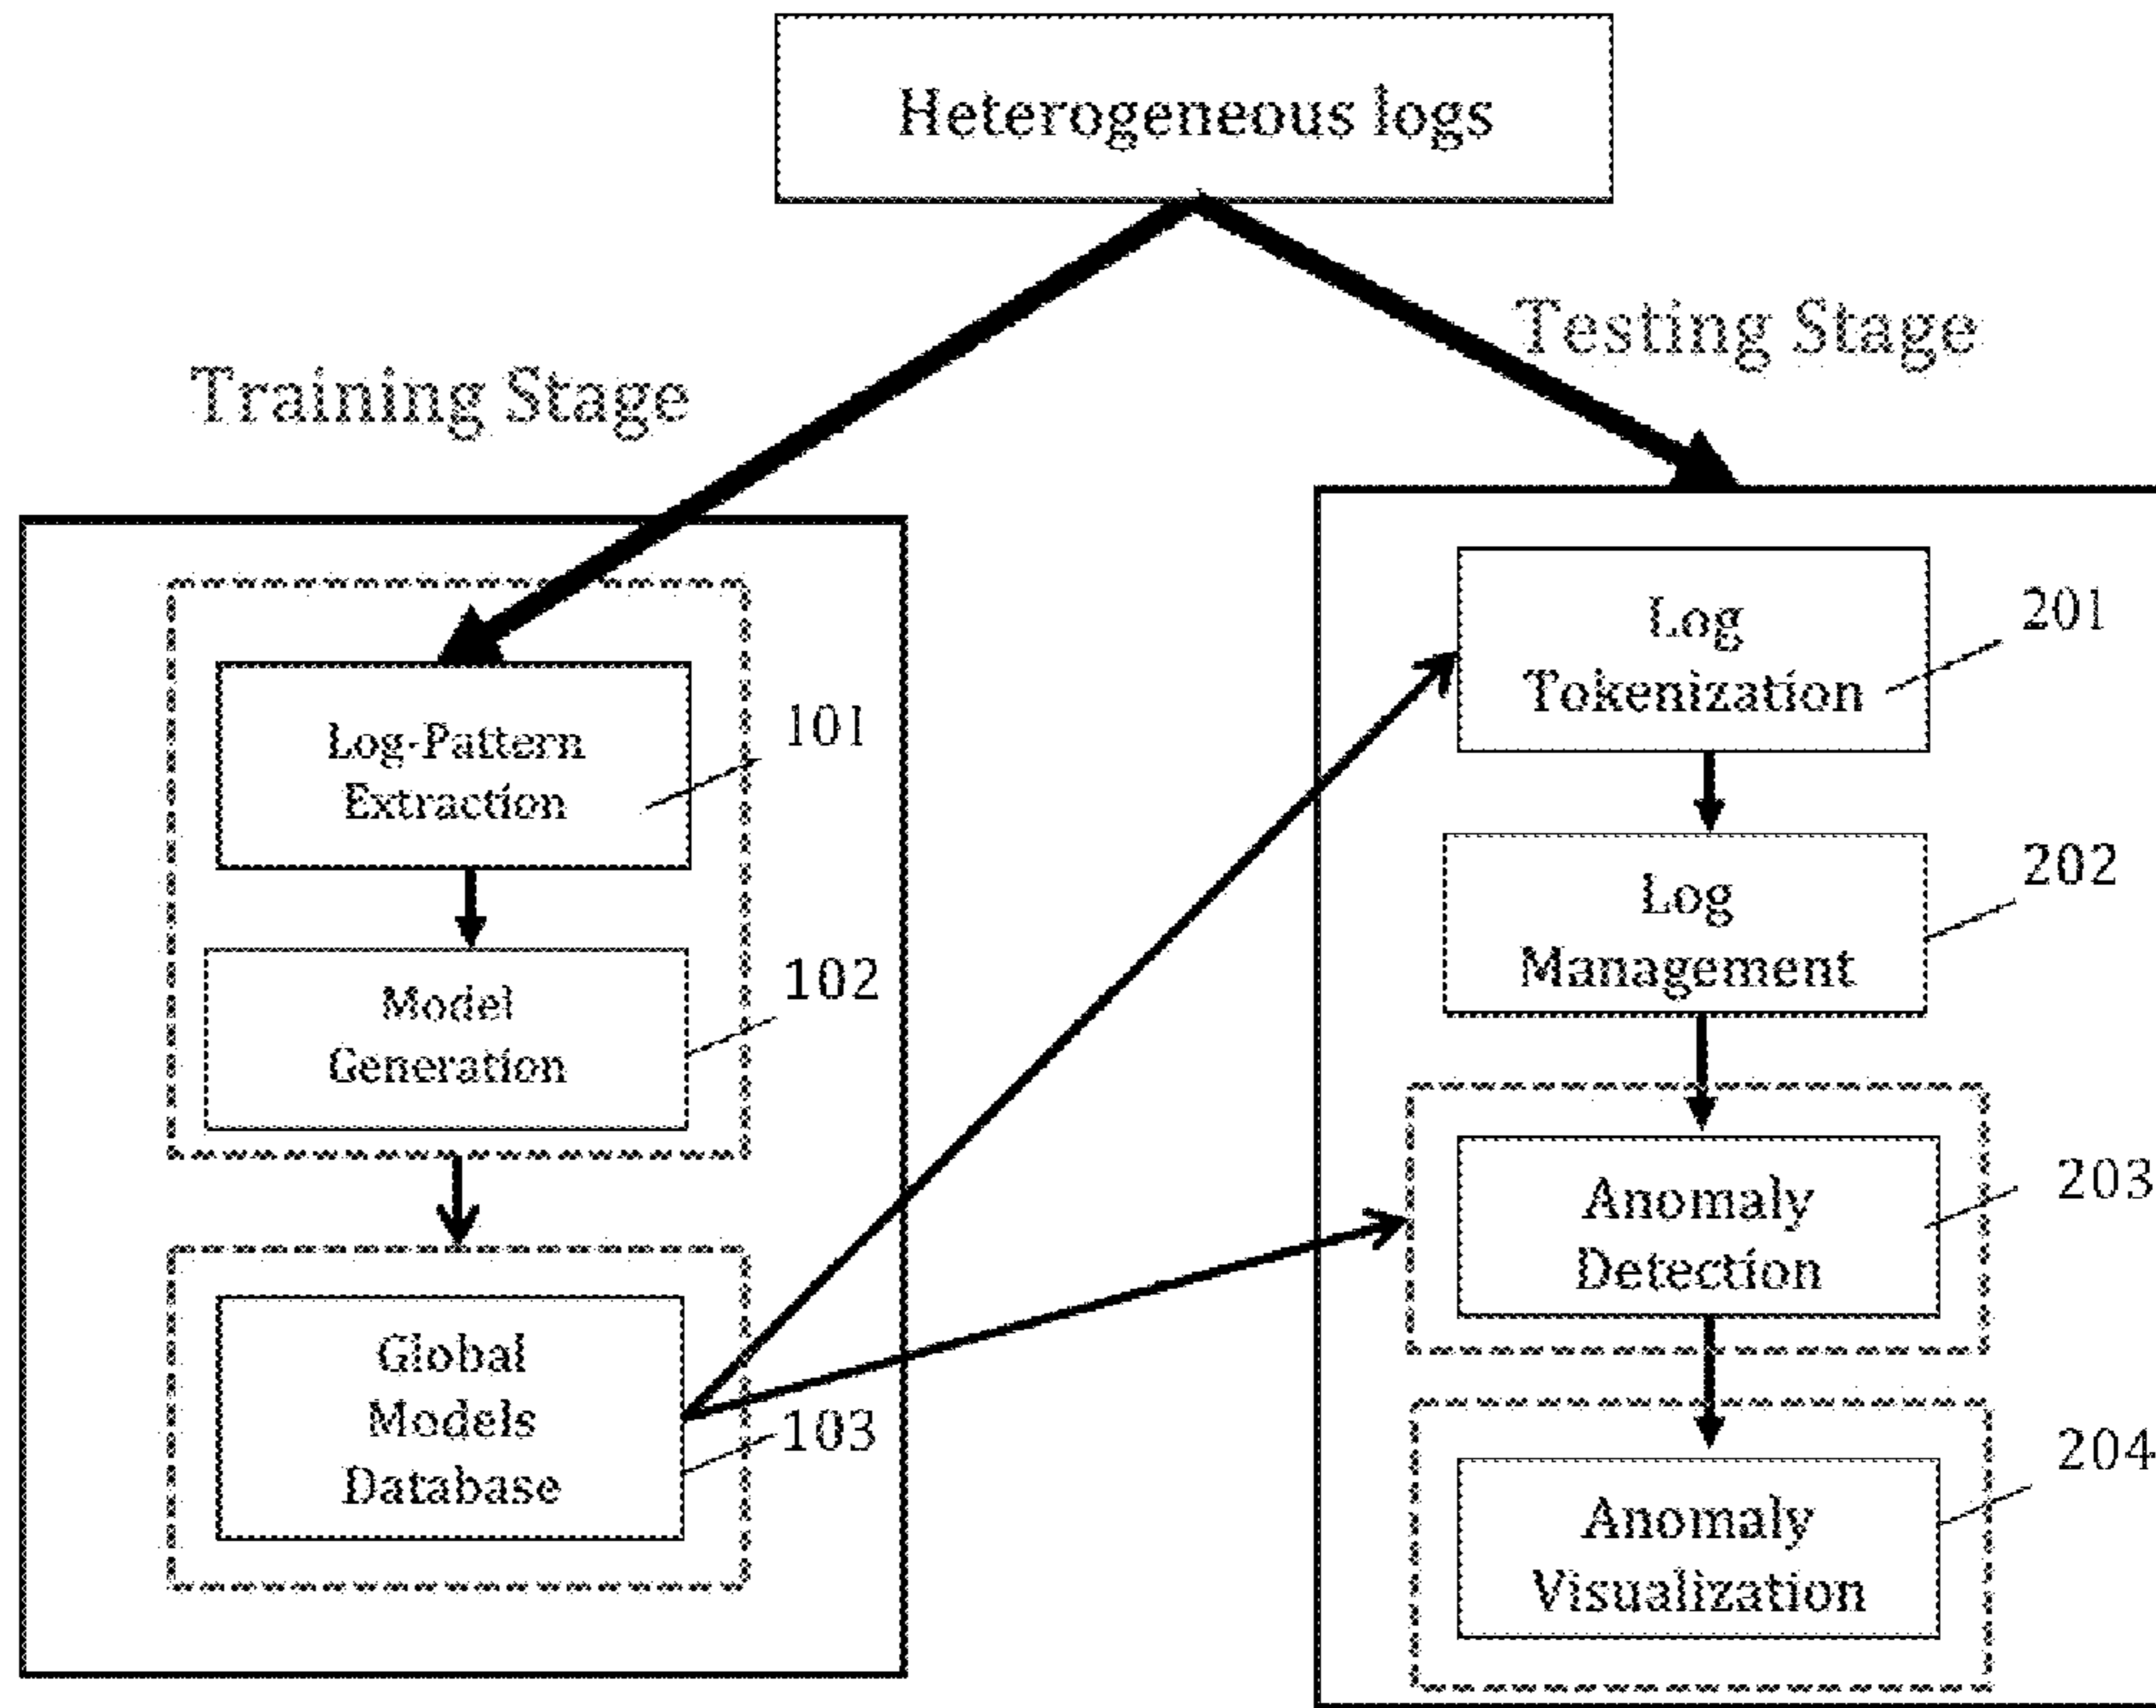 Heterogeneous logs
Training Stage
Testing Stage
Log-Pattern
Extraction
101
Model
Generation
102
Global
Models
Database
103
Log
Tokenization
201
Log
Management
202
Anomaly
Detection
203
Anomaly
Visualization
204